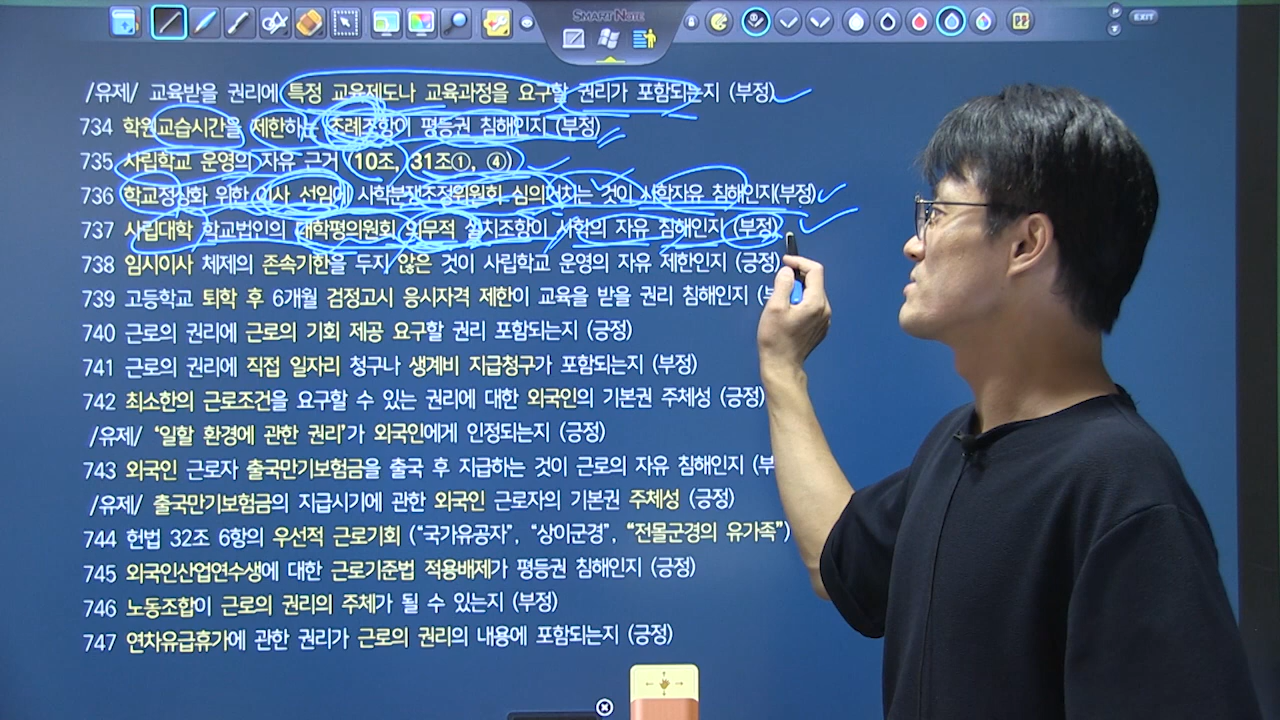 SMART NOTE
EXIT
/유제/ 교육받을 권리에 특정 교육제도나 교육과정을 요구할 권리가 포함되는지 (부정)
734 학원교습시간을 제한하는 조례조항이 평등권 침해인지 (부정)
735 사립학교 운영의 자유 근거 (10조, 31조①, ④)
736 학교정상화 위한 이사 선임에 사학분쟁조정위원회 심의거치는 것이 사학자유 침해인지(부정)
737 사립대학 학교법인의 대학평의원회 의무적 설치조항이 사학의 자유 침해인지 (부정)
738 임시이사 체제의 존속기한을 두지 않은 것이 사립학교 운영의 자유 제한인지 (긍정)
739 고등학교 퇴학 후 6개월 검정고시 응시자격 제한이 교육을 받을 권리 침해인지
740 근로의 권리에 근로의 기회 제공 요구할 권리 포함되는지 (긍정)
741 근로의 권리에 직접 일자리 청구나 생계비 지급청구가 포함되는지 (부정)
742 최소한의 근로조건을 요구할 수 있는 권리에 대한 외국인의 기본권 주체성 (긍정)
/유제/ ‘일할 환경에 관한 권리’가 외국인에게 인정되는지 (긍정)
743 외국인 근로자 출국만기보험금을 출국 후 지급하는 것이 근로의 자유 침해인지
/유제/ 출국만기보험금의 지급시기에 관한 외국인 근로자의 기본권 주체성 (긍정)
744 헌법 32조 6항의 우선적 근로기회 (“국가유공자”, “상이군경”, “전몰군경의 유가족”)
745 외국인산업연수생에 대한 근로기준법 적용배제가 평등권 침해인지 (긍정)
746 노동조합이 근로의 권리의 주체가 될 수 있는지 (부정)
747 연차유급휴가에 관한 권리가 근로의 권리의 내용에 포함되는지 (긍정)